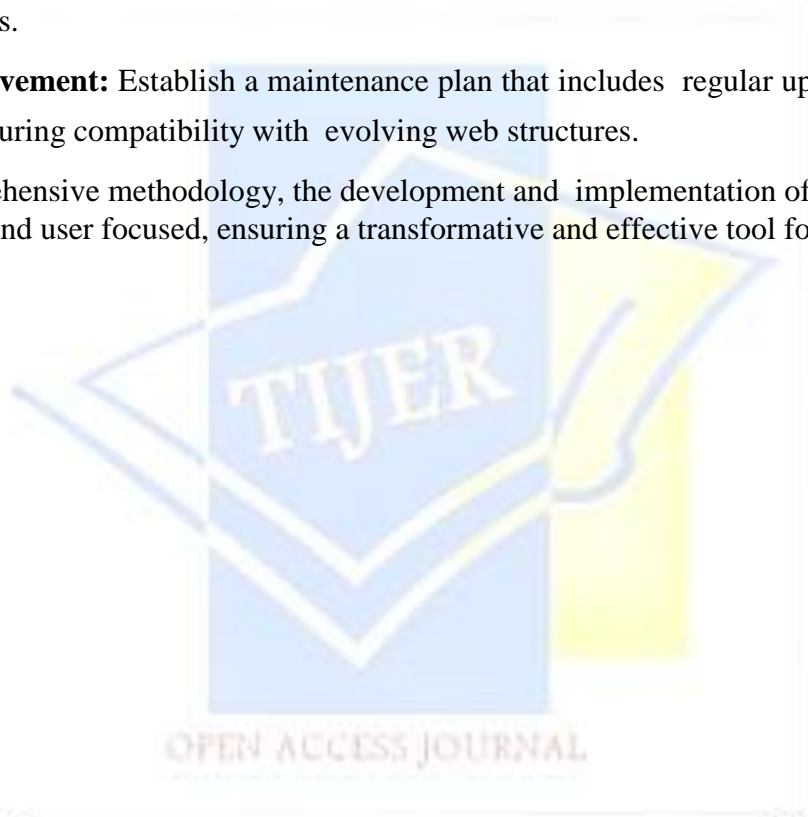 s.
vement: Establish a maintenance plan that includes regular up
uring compatibility with evolving web structures.
ehensive methodology, the development and implementation of
nd user focused, ensuring a transformative and effective tool fo
TIJER
OPEN ACCESS JOURNAL